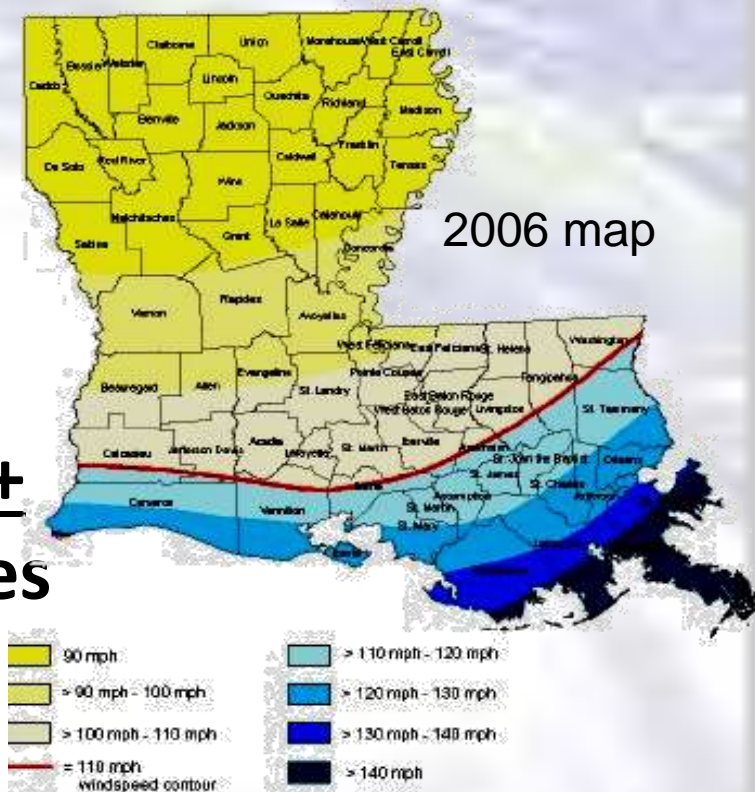 Claiborne
Union
Morehouse
West Carroll
East Carroll
Bossier
Webster
Lincoln
Caddo
Ouachita
Richland
Madison
Bienville
Jackson
Franklin
De Soto
Red River
Caldwell
Tensas
Winn
Natchitoches
La Salle
Catahoula
2006 map
Sabine
Grant
Concordia
Vernon
Rapides
Avoyelles
Washington
West Feliciana
East Feliciana
St. Helena
Evangeline
Pointe Coupee
Tangipahoa
Beauregard
Allen
St. Landry
East Baton Rouge
West Baton Rouge
Livingston
St. Tammany
Acadia
Iberville
Calcasieu
Jefferson Davis
Lafayette
St. Martin
Ascension
St. John the Baptist
Orleans
+
Iberia
St. James
St. Charles
Cameron
Vermilion
St. Martin
Assumption
Jefferson
St. Mary
es
90 mph
> 90 mph - 100 mph
> 100 mph - 110 mph
= 110 mph
windspeed contour
> 110 mph - 120 mph
> 120 mph - 130 mph
> 130 mph - 140 mph
> 140 mph